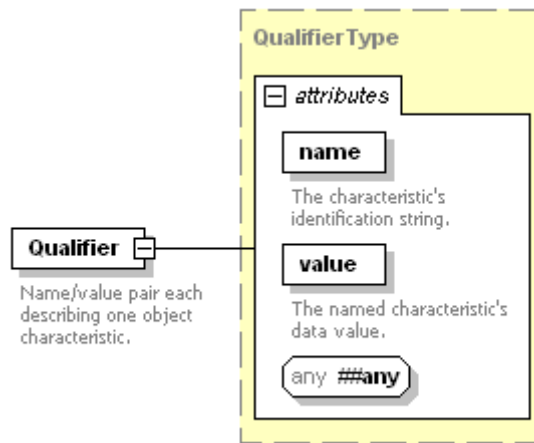 QualifierType
attributes
name
The characteristic's
identification string.
Qualifier
Name/value pair each
describing one object
characteristic.
value
The named characteristic's
data value.
any ##any